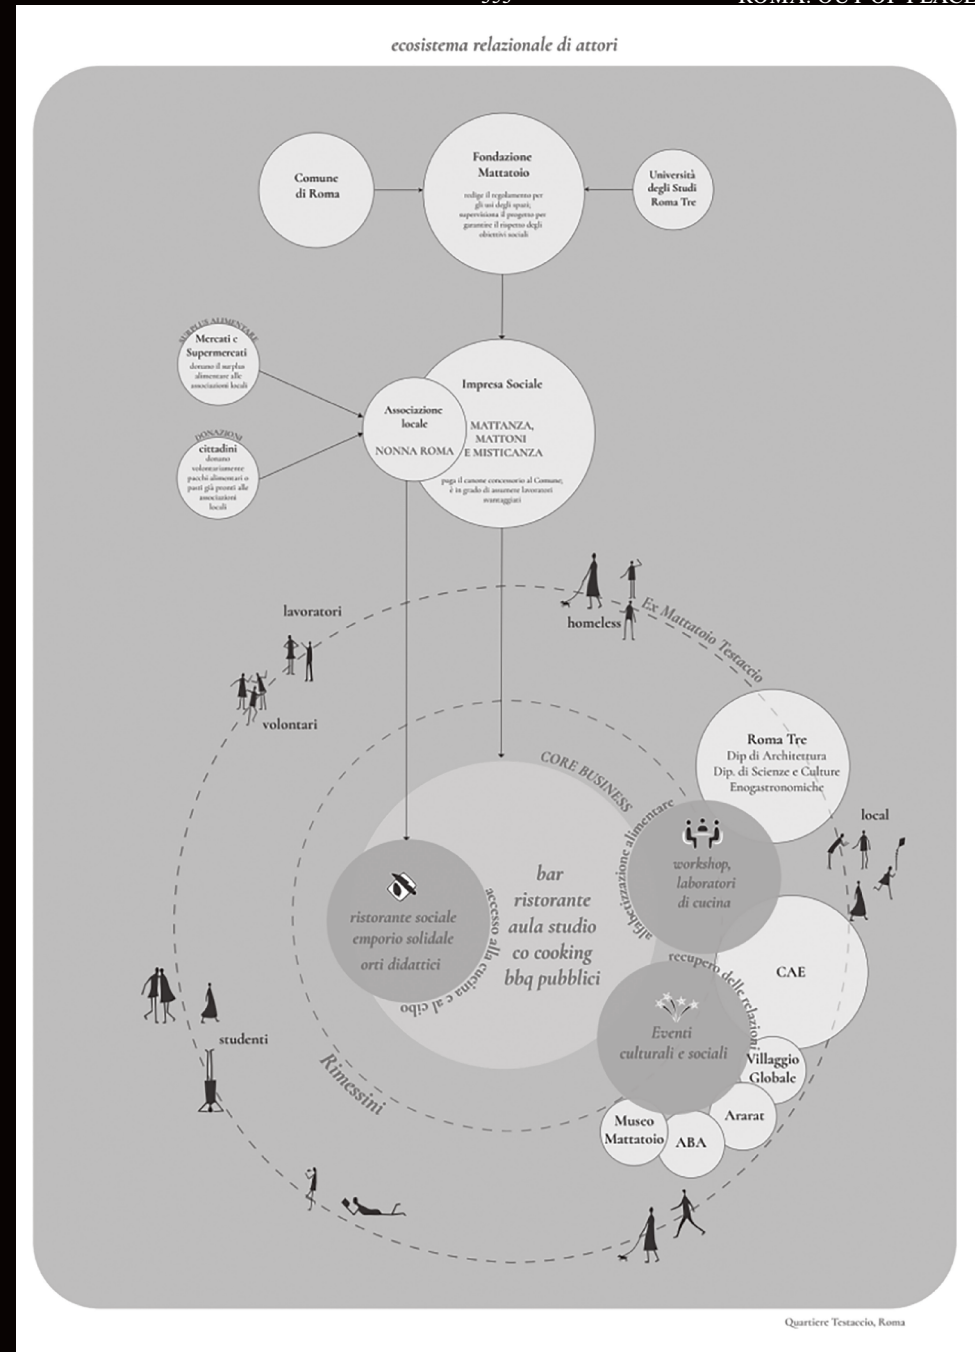 ecosistema relazionale di attori
Comune
di Roma
Fondazione
Mattatoio
redige il regolamento per
gli usi degli spazi;
supervisiona il progetto per
garantire il rispetto degli
obiettivi sociali
Università
degli Studi
Roma Tre
SURPLUS ALIMENTARE
Mercati e
Supermercati
donano il surplus
alimentare alle
associazioni locali
DONAZIONI
cittadini
donano
volontariamente
pacchi alimentari o
pasti già pronti alle
associazioni
locali
Associazione
locale
NONNA ROMA
Impresa Sociale
MATTANZA,
MATTONI
E MISTICANZA
paga il canone concessorio al Comune;
è in grado di assumere lavoratori
svantaggiati
lavoratori
volontari
homeless
Ex Mattatoio Testaccio
Roma Tre
Dip di Architettura
Dip. di Scienze e Culture
Enogastronomiche
local
CORE BUSINESS
alfabetizzazione alimentare
workshop,
laboratori
di cucina
bar
ristorante
aula studio
co cooking
bbq pubblici
ristorante sociale
emporio solidale
orti didattici
accesso alla cucina e al cibo
recupero delle relazioni
CAE
Eventi
culturali e sociali
Villaggio
Globale
Ararat
ABA
Museo
Mattatoio
studenti
Rimessini
Quartiere Testaccio, Roma